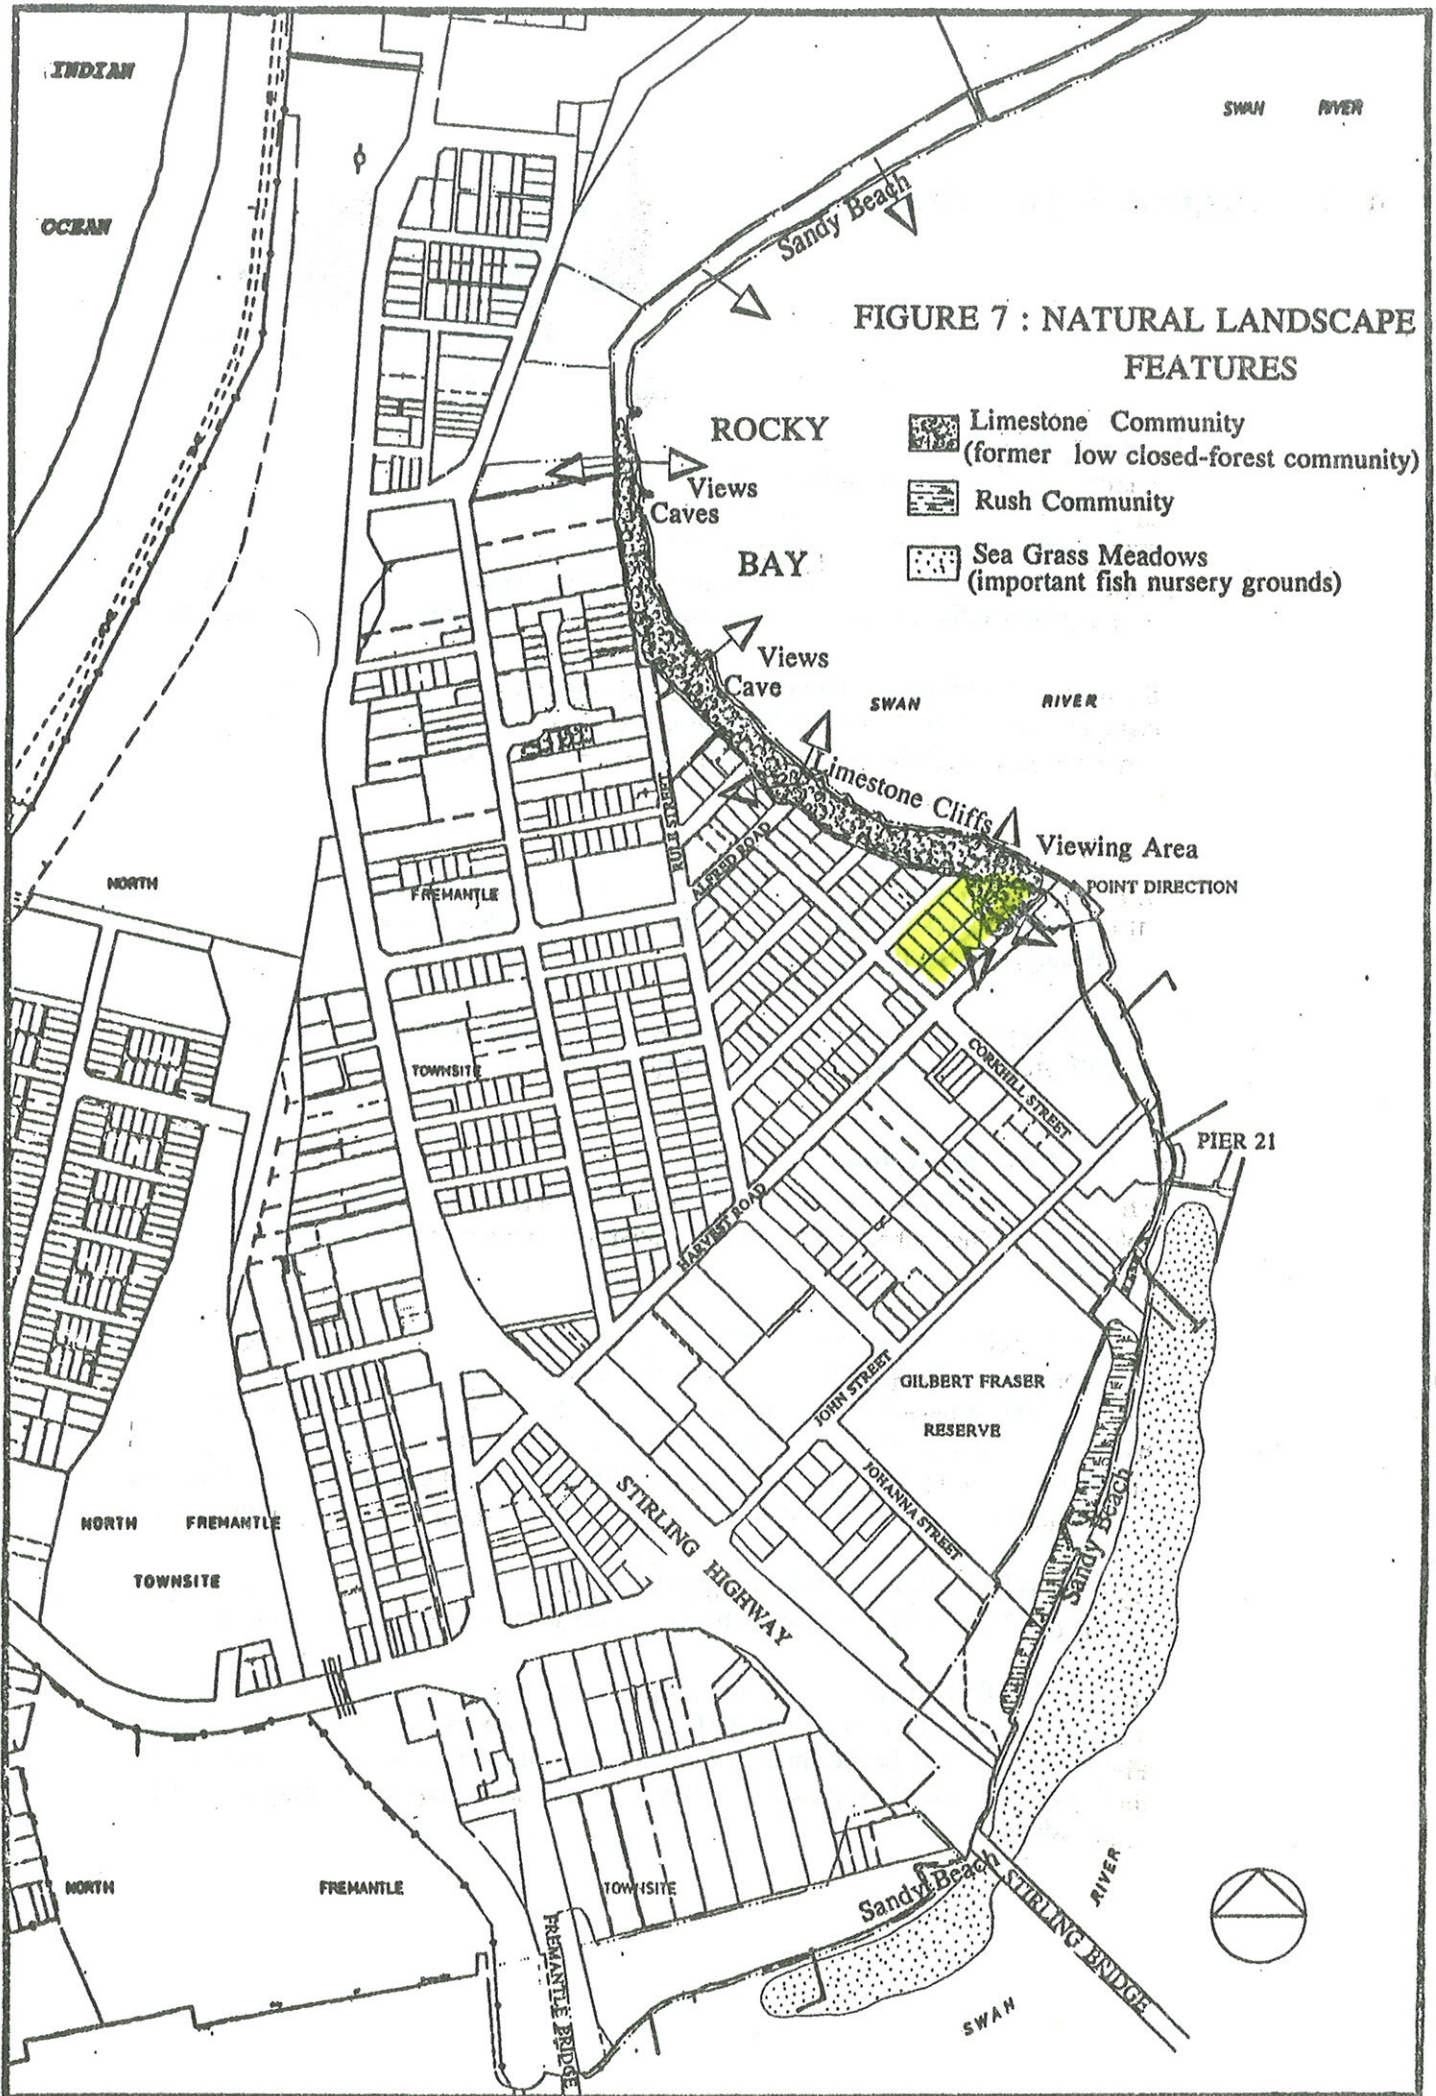 INDIAN
OCEAN
SWAN RIVER
Sandy Beach
FIGURE 7 : NATURAL LANDSCAPE
FEATURES
ROCKY
BAY
Limestone Community
(former low closed-forest community)
Rush Community
Sea Grass Meadows
(important fish nursery grounds)
Views
Caves
Views
Cave
SWAN RIVER
Limestone Cliffs
Viewing Area
POINT DIRECTION
RULE STREET
ALFRED ROAD
NORTH
FREMANTLE
TOWNSITE
CORKHILL STREET
PIER 21
HARVEST ROAD
JOHN STREET
GILBERT FRASER
RESERVE
JOHANNA STREET
STIRLING HIGHWAY
Sandy Beach
NORTH FREMANTLE
TOWNSITE
NORTH FREMANTLE TOWNSITE
Sandy Beach
STIRLING BRIDGE
FREMANTLE BRIDGE
SWAN
RIVER